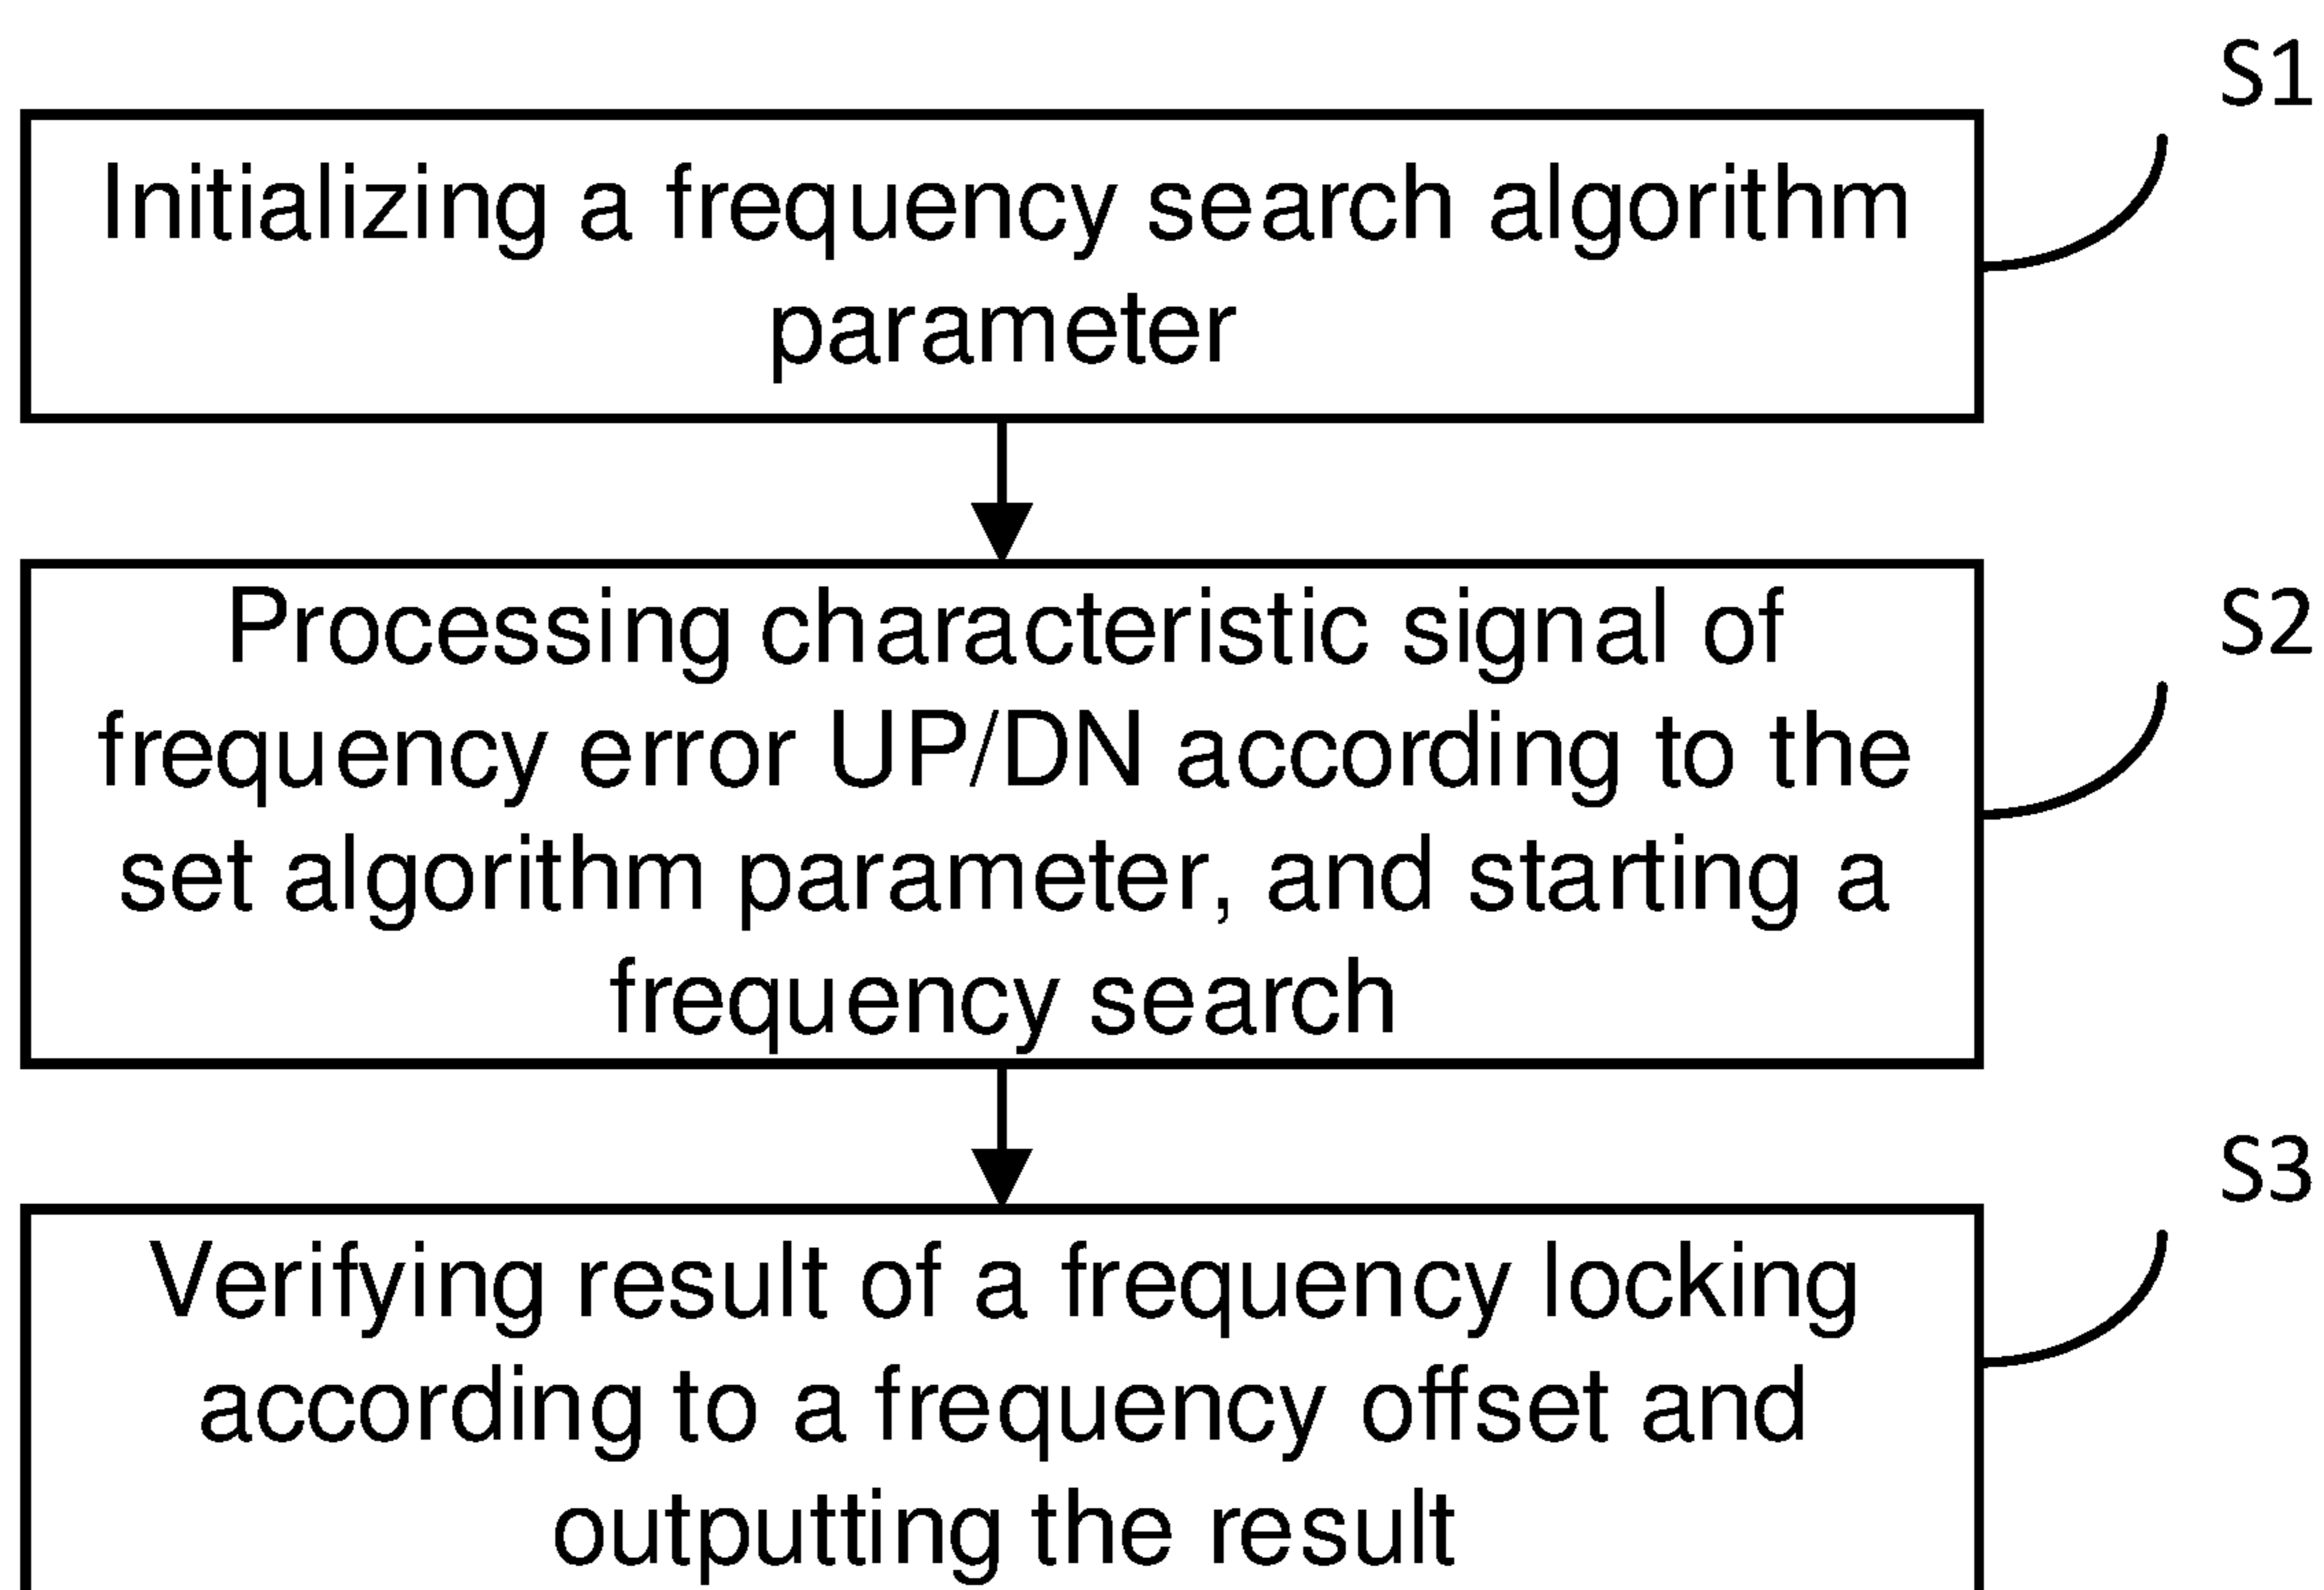 S1
Initializing a frequency search algorithm
parameter
S2
Processing characteristic signal of
frequency error UP/DN according to the
set algorithm parameter, and starting a
frequency search
S3
Verifying result of a frequency locking
according to a frequency offset and
outputting the result